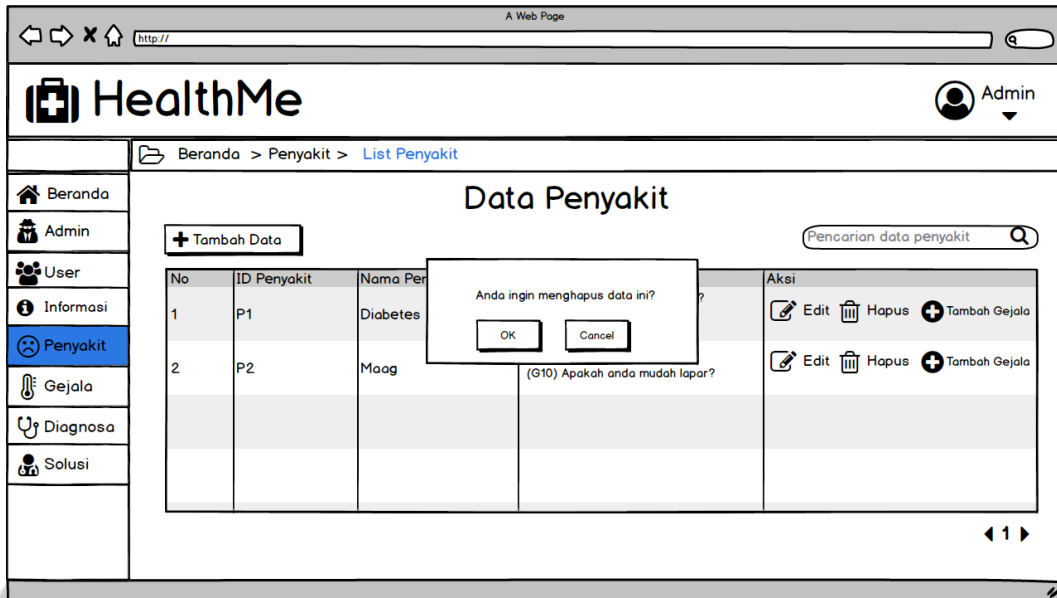 A Web Page
http://
HealthMe
Admin
Beranda > Penyakit > List Penyakit
Beranda
Admin
User
Informasi
Penyakit
Gejala
Diagnosa
Solusi
Data Penyakit
Tambah Data
Pencarian data penyakit
No ID Penyakit Nama Pen Aksi
1 P1 Diabetes ? Edit Hapus Tambah Gejala
Anda ingin menghapus data ini?
OK Cancel
2 P2 Maag (G10) Apakah anda mudah lapar? Edit Hapus Tambah Gejala
1